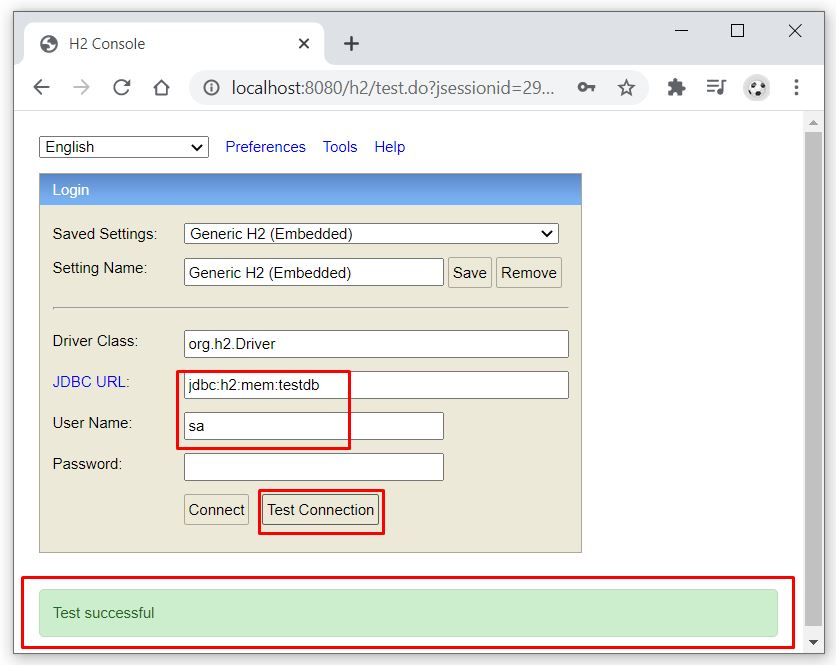 H2 Console
localhost:8080/h2/test.do?jsessionid=29...
English Preferences Tools Help
Login
Saved Settings: Generic H2 (Embedded)
Setting Name: Generic H2 (Embedded) Save Remove
Driver Class: org.h2.Driver
JDBC URL: jdbc:h2:mem:testdb
User Name: sa
Password:
Connect Test Connection
Test successful